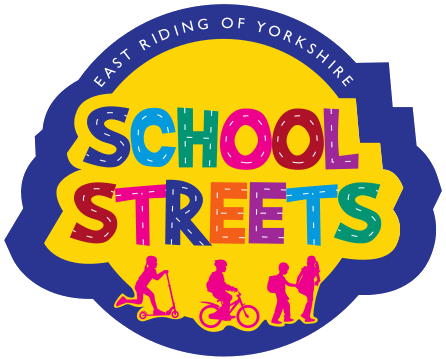 EAST RIDING OF YORKSHIRE
SCHOOL
STREETS